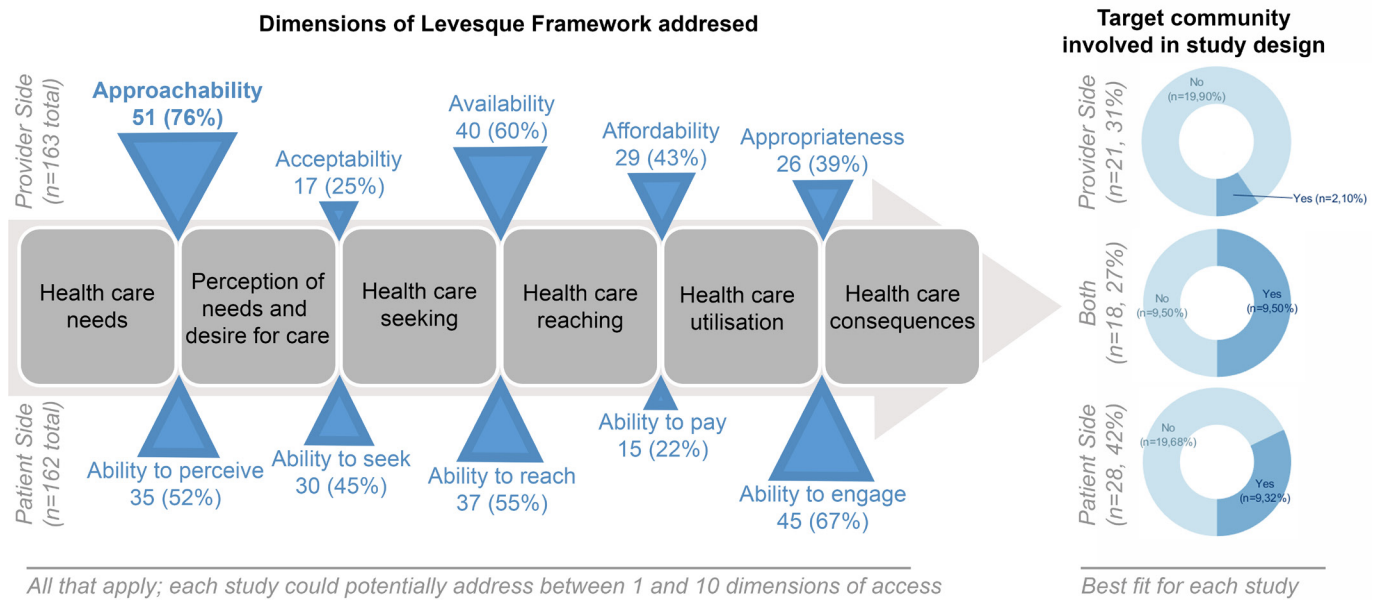 Dimensions of Levesque Framework addresed
Provider Side
(n=163 total)
Approachability
51 (76%)
Acceptabiltiy
17 (25%)
Availability
40 (60%)
Affordability
29 (43%)
Appropriateness
26 (39%)
Health care
needs
Perception of
needs and
desire for care
Health care
seeking
Health care
reaching
Health care
utilisation
Health care
consequences
Patient Side
(n=162 total)
Ability to perceive
35 (52%)
Ability to seek
30 (45%)
Ability to reach
37 (55%)
Ability to pay
15 (22%)
Ability to engage
45 (67%)
All that apply; each study could potentially address between 1 and 10 dimensions of access
Target community
involved in study design
Provider Side
(n=21, 31%)
No
(n=19,90%)
Yes (n=2,10%)
Both
(n=18, 27%)
No
(n=9,50%)
Yes
(n=9,50%)
Patient Side
(n=28, 42%)
No
(n=19,68%)
Yes
(n=9,32%)
Best fit for each study